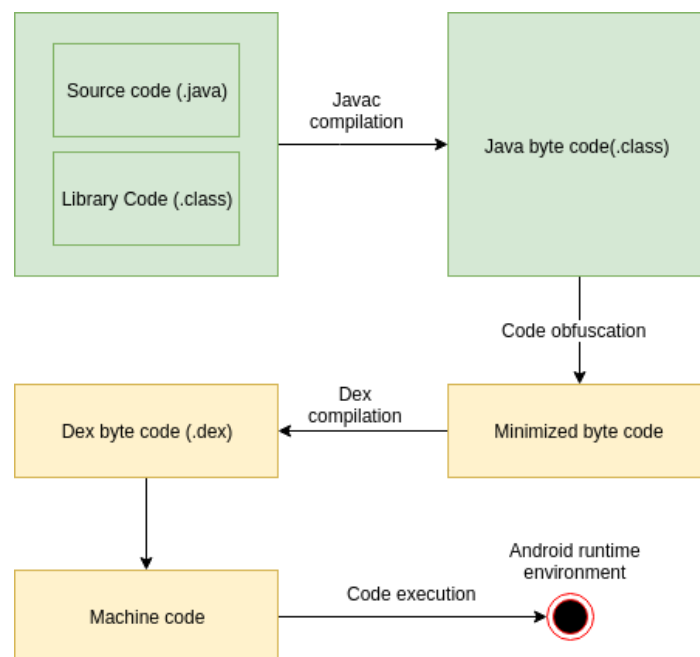 Source code (.java)
Library Code (.class)
Javac
compilation
Java byte code(.class)
Code obfuscation
Minimized byte code
Dex
compilation
Dex byte code (.dex)
Machine code
Code execution
Android runtime
environment